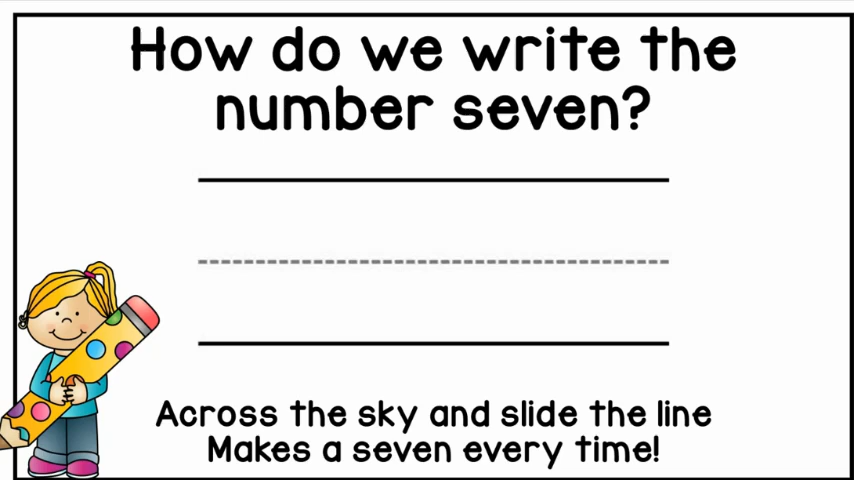 How do we write the
number seven?
Across the sky and slide the line
Makes a seven every time!